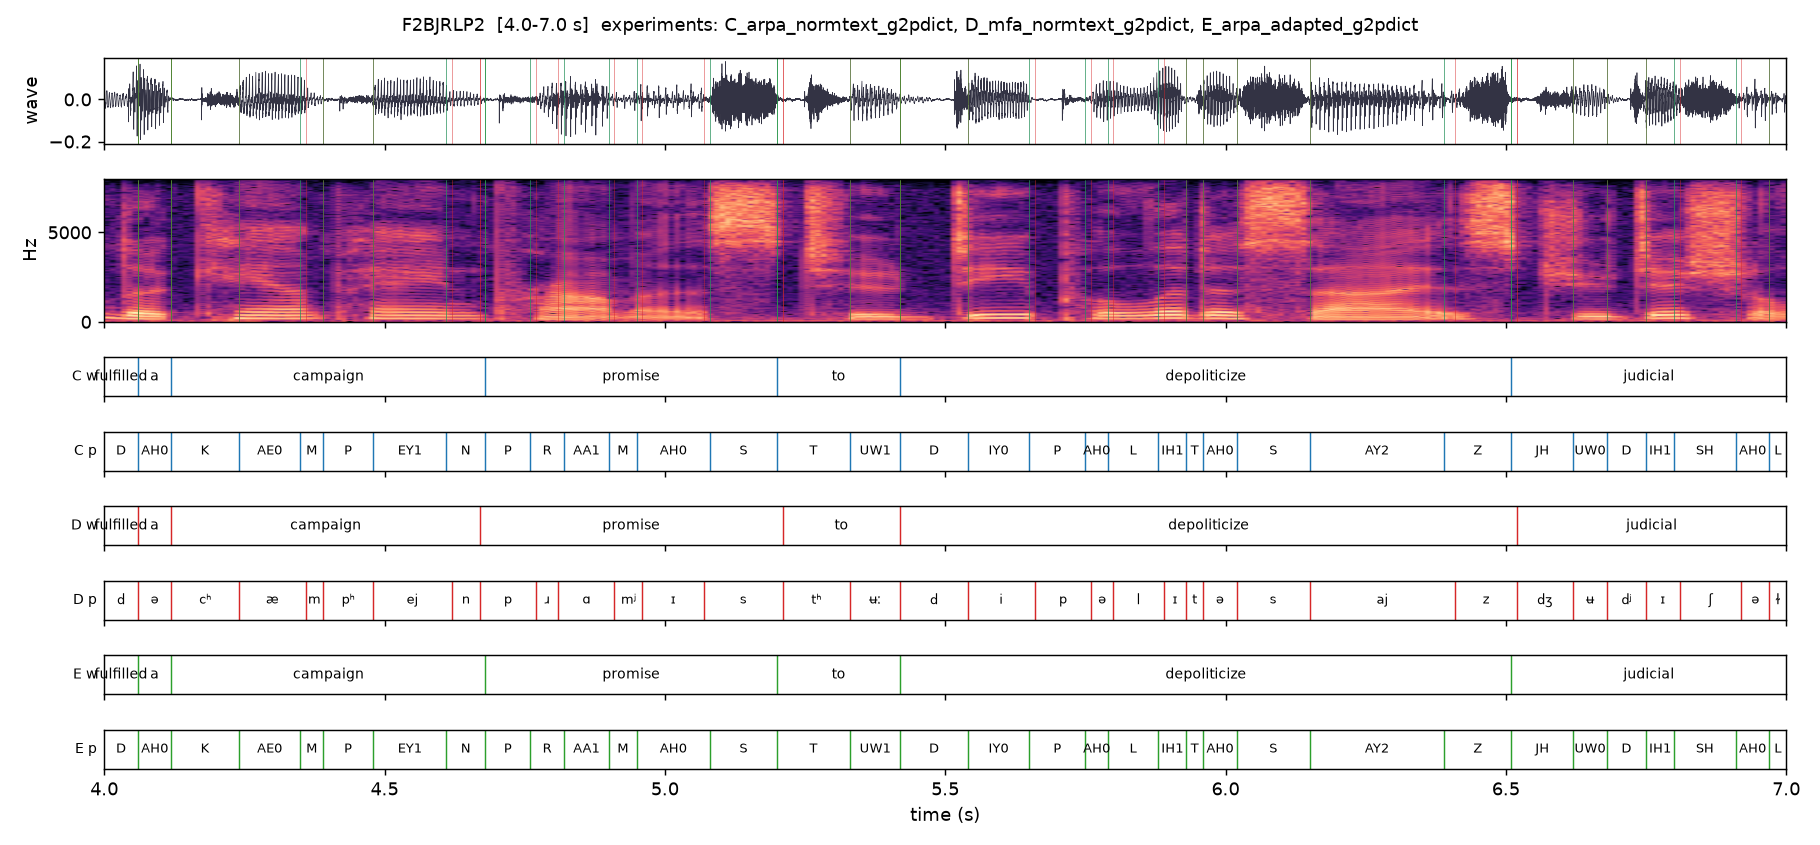 F2BJRLP2 [4.0-7.0 s] experiments: C_arpa_normtext_g2pdict, D_mfa_normtext_g2pdict, E_arpa_adapted_g2pdict
wave
0.0
−0.2
Hz
5000
0
C w fulfilled a campaign promise to depoliticize judicial
C p D AH0 K AE0 M P EY1 N P R AA1 M AH0 S T UW1 D IY0 P AH0 L IH1 T AH0 S AY2 Z JH UW0 D IH1 SH AH0 L
D w fulfilled a campaign promise to depoliticize judicial
D p d ə cʰ æ m pʰ ej n p ɹ ɑ mʲ ɪ s tʰ ʉː d i p ə l ɪ t ə s aj z dʒ ʉ dʲ ɪ ʃ ə ɫ
E w fulfilled a campaign promise to depoliticize judicial
E p D AH0 K AE0 M P EY1 N P R AA1 M AH0 S T UW1 D IY0 P AH0 L IH1 T AH0 S AY2 Z JH UW0 D IH1 SH AH0 L
4.0 4.5 5.0 5.5 6.0 6.5 7.0
time (s)